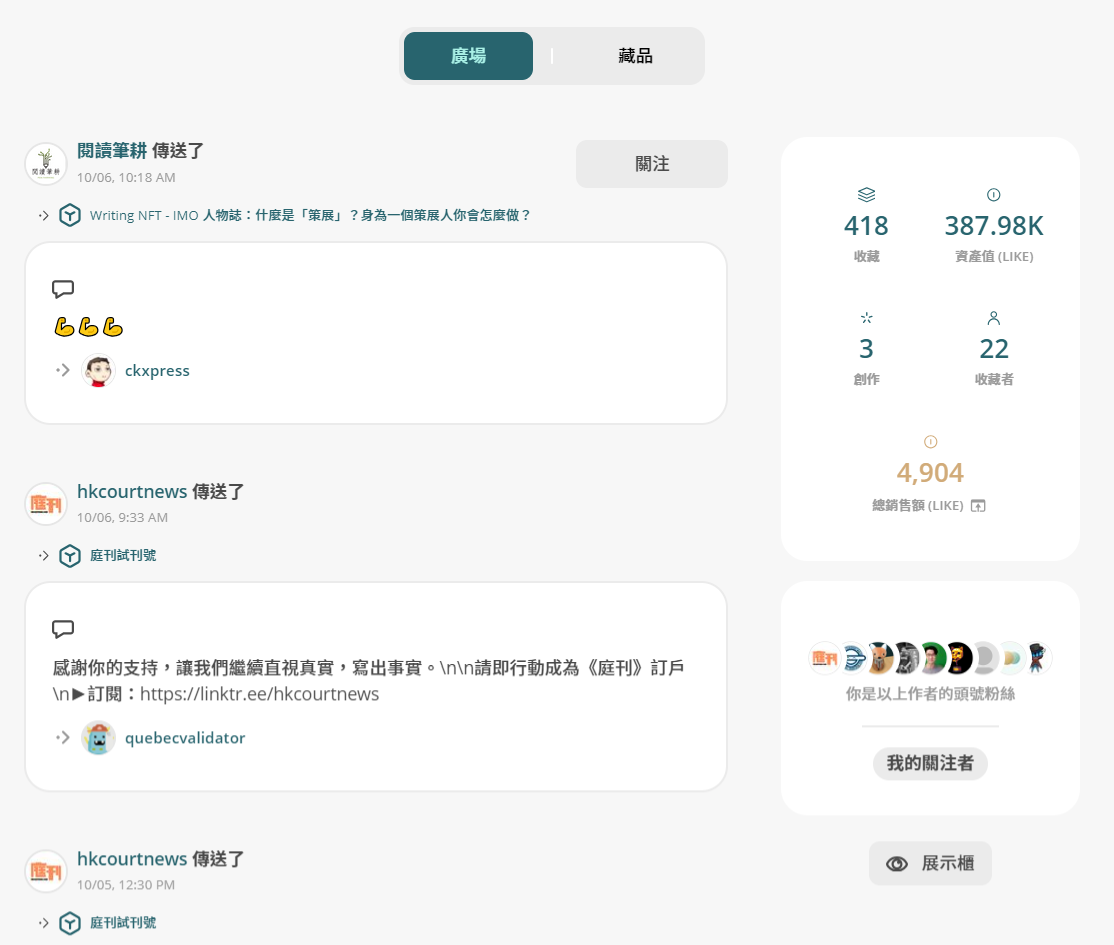 廣場
藏品
閱讀筆耕 傳送了
10/06, 10:18 AM
關注
Writing NFT - IMO 人物誌：什麼是「策展」？身為一個策展人你會怎麼做？
💪💪💪
ckxpress
hkcourtnews 傳送了
10/06, 9:33 AM
庭刊試刊號
感謝你的支持，讓我們繼續直視真實，寫出事實。\n\n請即行動成為《庭刊》訂戶
\n►訂閱：https://linktr.ee/hkcourtnews
quebecvalidator
hkcourtnews 傳送了
10/05, 12:30 PM
庭刊試刊號
418
收藏
387.98K
資產值 (LIKE)
3
創作
22
收藏者
4,904
總銷售額 (LIKE)
你是以上作者的頭號粉絲
我的關注者
展示櫃